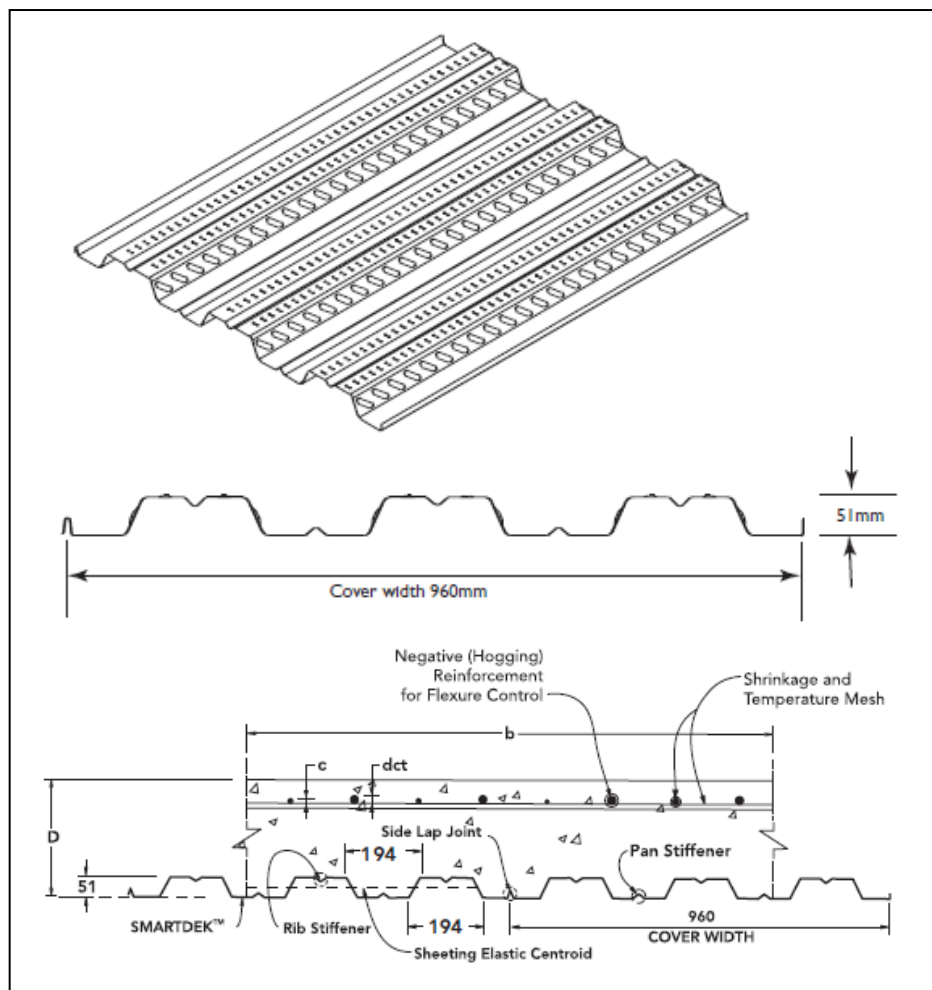 51mm
Cover width 960mm
Negative (Hogging)
Reinforcement
for Flexure Control
Shrinkage and
Temperature Mesh
b
c
dct
D
Side Lap Joint
194
Pan Stiffener
51
SMARTDEK™
Rib Stiffener
194
960
COVER WIDTH
Sheeting Elastic Centroid